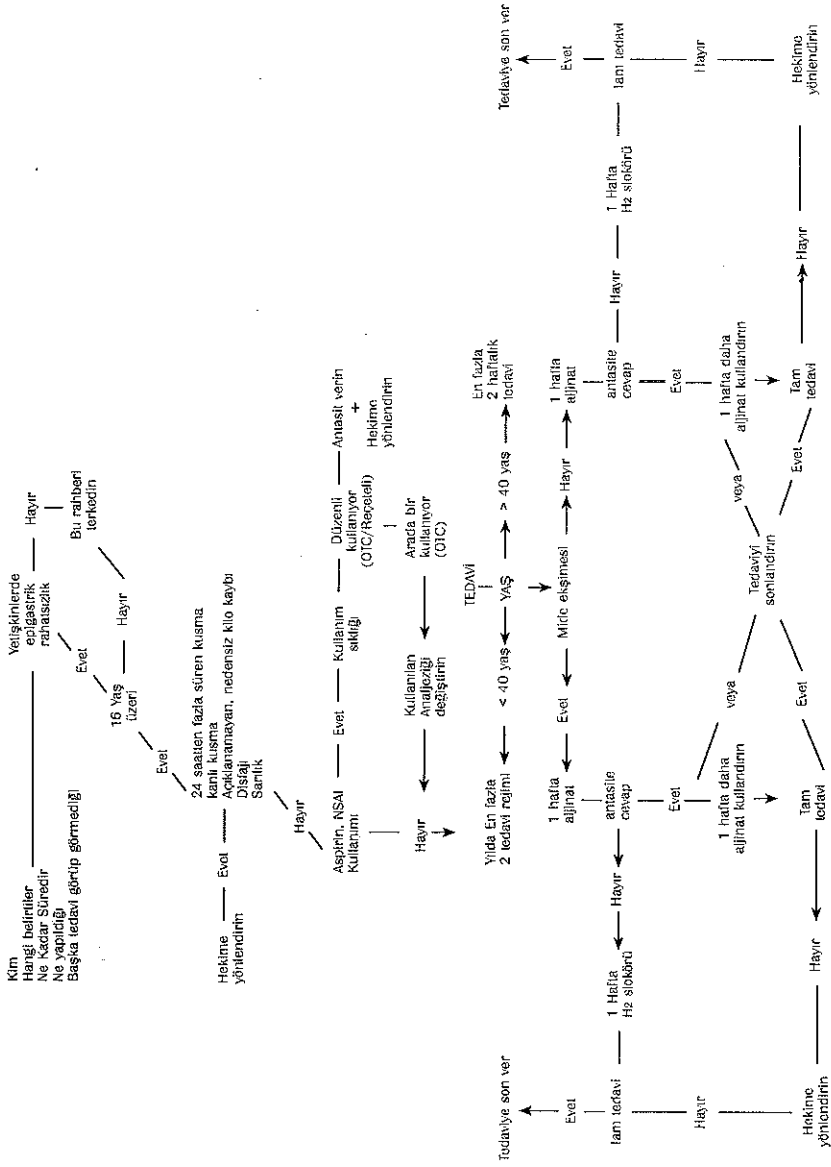 Kim
Hangi belirtiler
Ne Kadar Süredir
Ne yapıldığı
Başka tedavi görüp görmediği
Yetişkinlerde
epigastrik
rahatsızlık
Hayır
Bu rahberi
terkedin
Evet
Hayır
16 Yaş
üzeri
Evet
Hekime
yönlendirin
Evet
24 saatten fazla süren kusma
kanlı kusma
Açıklanamayan, nedensiz kilo kaybı
Disfaji
Sarılık
Hayır
Aspirin, NSAI
Kullanımı
Evet
Kullanım
sıklığı
Düzenli
kullanıyor
(OTC/Reçeteli)
Antasit verin
+
Hekime
yönlendirin
Hayır
Kullanılan
Analjeziği
değiştirin
Arada bir
kullanıyor
(OTC)
TEDAVİ
Yılda En fazla
2 tedavi rejimi
< 40 yaş
YAŞ
> 40 yaş
En fazla
2 haftalık
tedavi
1 hafta
aljinat
Evet
Mide ekşimesi
Hayır
1 hafta
aljinat
Tedaviye son ver
Evet
tam tedavi
1 Hafta
H2 slokörü
Hayır
antasite
cevap
antasite
cevap
Hayır
1 Hafta
H2 slokörü
tam tedavi
Evet
Tedaviye son ver
Hayır
Evet
Evet
Hayır
1 hafta daha
aljinat kullandırın
veya
Tedaviyi
sonlandırın
veya
1 hafta daha
aljinat kullandırın
Hekime
yönlendirin
Hayır
Tam
tedavi
Evet
Evet
Tam
tedavi
Hayır
Hekime
yönlendirin